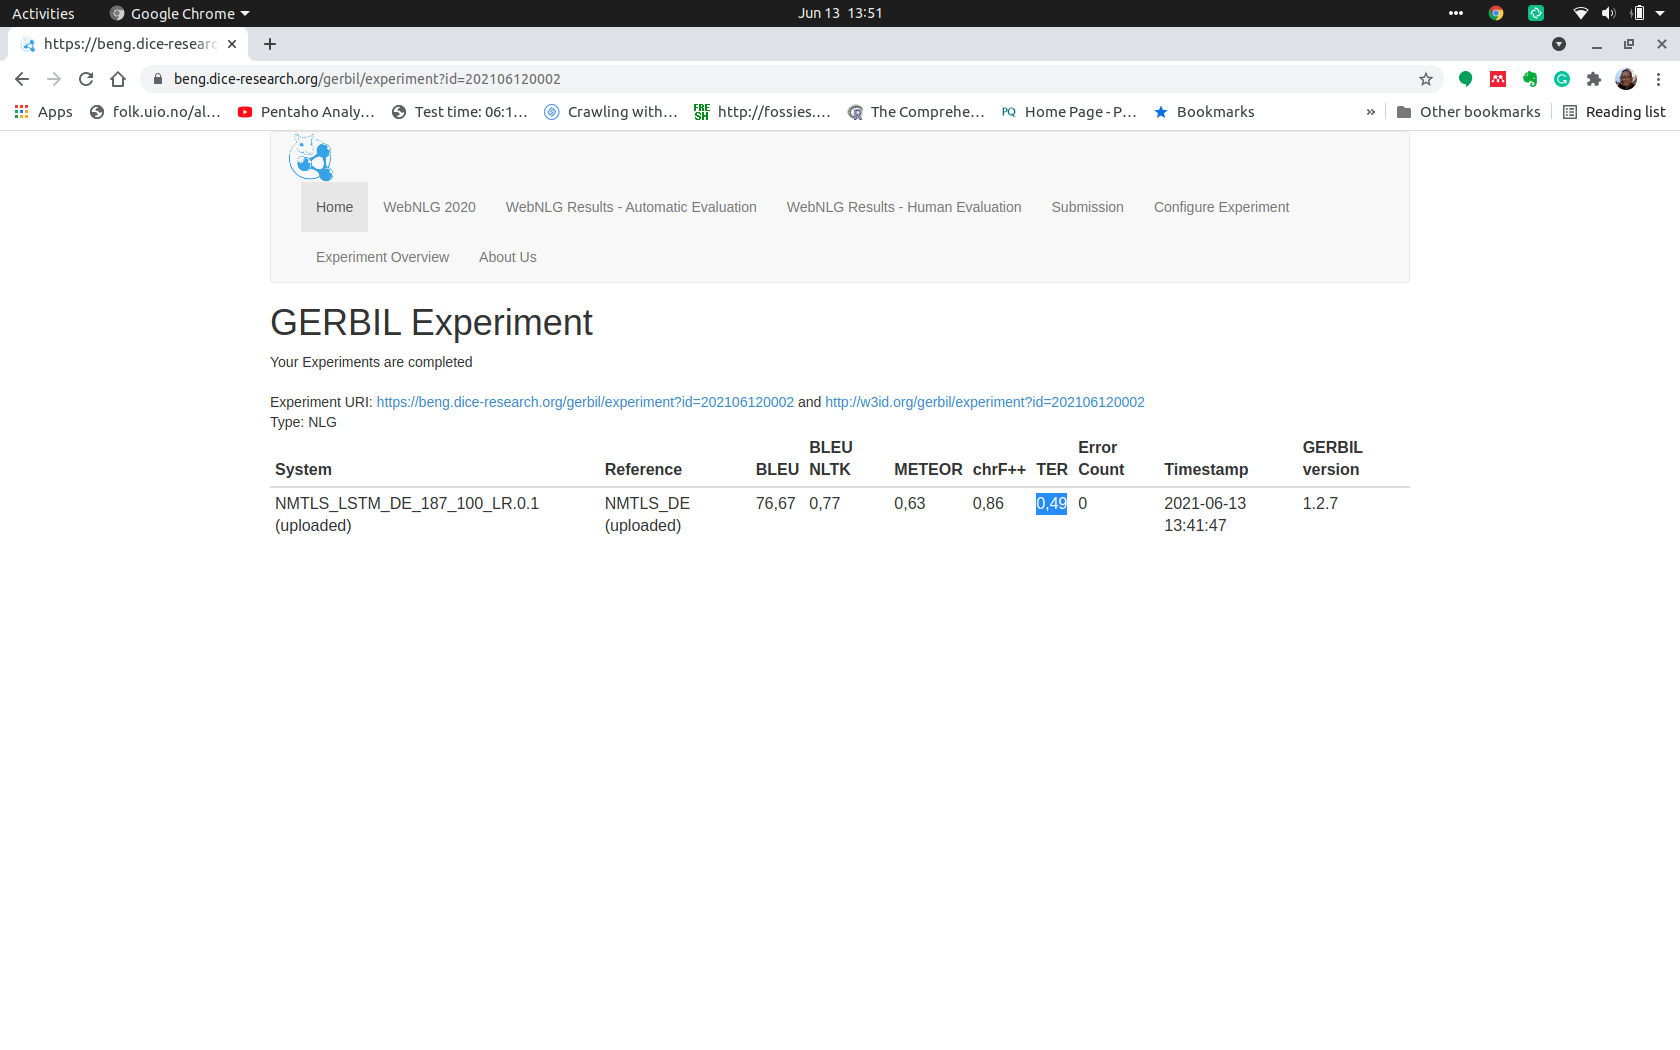 Activities Google Chrome Jun 13 13:51
https://beng.dice-researc
beng.dice-research.org/gerbil/experiment?id=202106120002
Apps folk.uio.no/al... Pentaho Analy... Test time: 06:1... Crawling with... FRE SH http://fossies.... The Comprehe... PQ Home Page - P... Bookmarks » Other bookmarks Reading list
Home WebNLG 2020 WebNLG Results - Automatic Evaluation WebNLG Results - Human Evaluation Submission Configure Experiment
Experiment Overview About Us
GERBIL Experiment
Your Experiments are completed
Experiment URI: https://beng.dice-research.org/gerbil/experiment?id=202106120002 and http://w3id.org/gerbil/experiment?id=202106120002
Type: NLG
System Reference BLEU BLEU NLTK METEOR chrF++ TER Error Count Timestamp GERBIL version
NMTLS_LSTM_DE_187_100_LR.0.1 NMTLS_DE 76,67 0,77 0,63 0,86 0,49 0 2021-06-13 1.2.7
(uploaded) (uploaded) 13:41:47